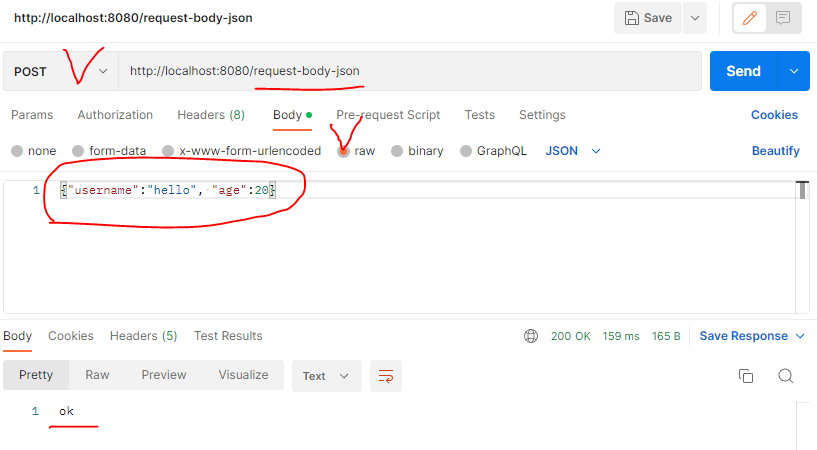 http://localhost:8080/request-body-json Save
POST http://localhost:8080/request-body-json Send
Params Authorization Headers (8) Body Pre-request Script Tests Settings Cookies
none form-data x-www-form-urlencoded raw binary GraphQL JSON Beautify
1 {"username":"hello", "age":20}
Body Cookies Headers (5) Test Results 200 OK 159 ms 165 B Save Response
Pretty Raw Preview Visualize Text
1 ok